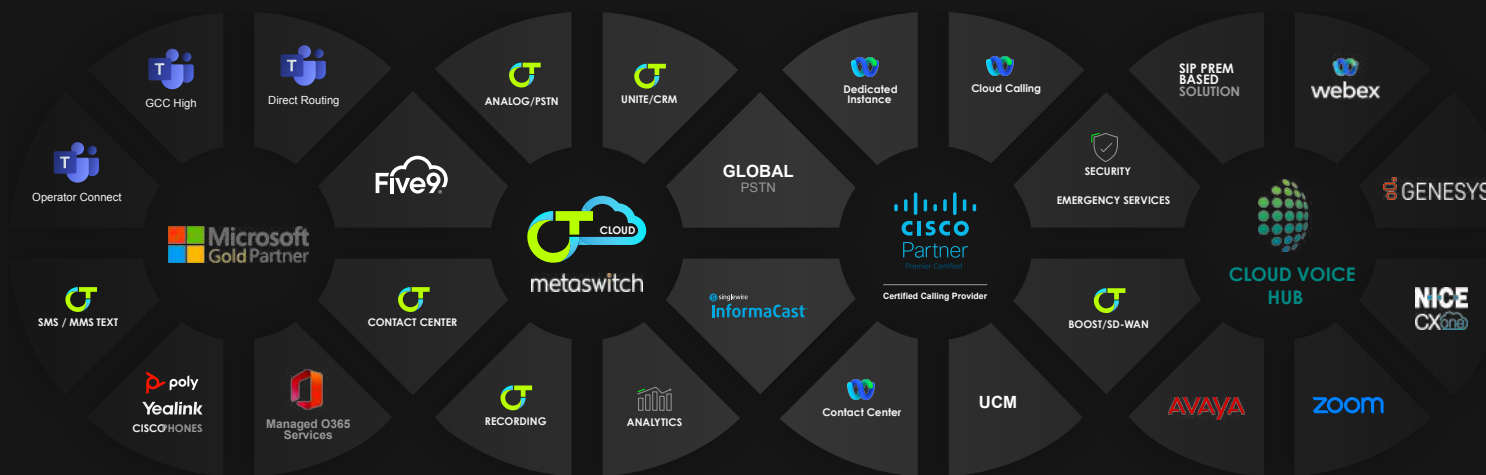 GCC High
Direct Routing
Operator Connect
Microsoft
Gold Partner
SMS / MMS TEXT
poly
Yealink
CISCO PHONES
Managed O365
Services
Five9
CONTACT CENTER
ANALOG/PSTN
UNITE/CRM
CT
CLOUD
metaswitch
RECORDING
ANALYTICS
GLOBAL
PSTN
singlewire
InformaCast
Dedicated
Instance
Cloud Calling
CISCO
Partner
Premier Certified
Certified Calling Provider
Contact Center
UCM
SECURITY
EMERGENCY SERVICES
BOOST/SD-WAN
SIP PREM
BASED
SOLUTION
webex
CLOUD VOICE
HUB
GENESYS
NICE
CXone
AVAYA
zoom